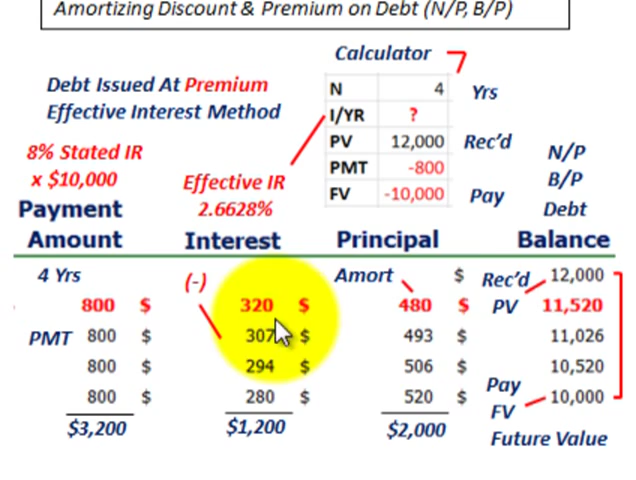 Amortizing Discount & Premium on Debt (N/P, B/P)
Calculator
Debt Issued At Premium
Effective Interest Method
N 4 Yrs
I/YR ?
PV 12,000 Rec'd
PMT -800
FV -10,000 Pay
8% Stated IR
x $10,000
Effective IR
2.6628%
N/P
B/P
Debt
Payment
Amount Interest Principal Balance
4 Yrs (-) Amort $ Rec'd 12,000
800 $ 320 $ 480 $ PV 11,520
PMT 800 $ 307 $ 493 $ 11,026
800 $ 294 $ 506 $ 10,520
800 $ 280 $ 520 $ Pay FV 10,000
$3,200 $1,200 $2,000 Future Value